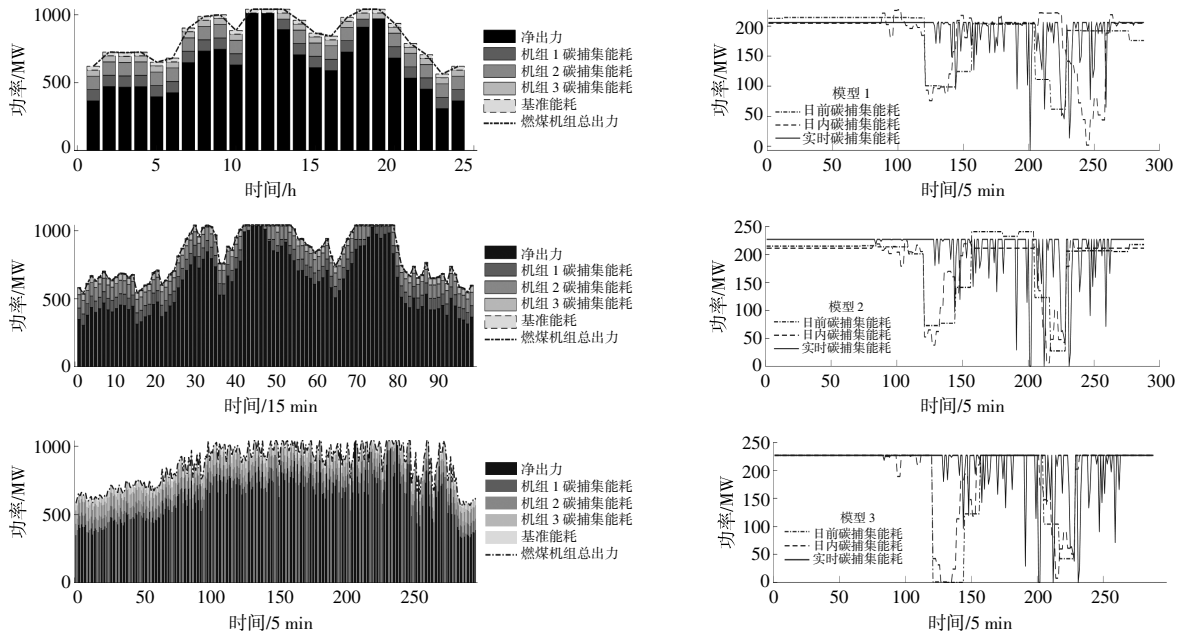 功率/MW
1000
500
0
0
5
10
15
20
25
时间/h
净出力
机组 1 碳捕集能耗
机组 2 碳捕集能耗
机组 3 碳捕集能耗
基准能耗
燃煤机组总出力
功率/MW
200
150
100
50
0
0
50
100
150
200
250
300
时间/5 min
模型 1
日前碳捕集能耗
日内碳捕集能耗
实时碳捕集能耗
功率/MW
1000
500
0
0
10
20
30
40
50
60
70
80
90
时间/15 min
净出力
机组 1 碳捕集能耗
机组 2 碳捕集能耗
机组 3 碳捕集能耗
基准能耗
燃煤机组总出力
功率/MW
250
200
150
100
50
0
0
50
100
150
200
250
300
时间/5 min
模型 2
日前碳捕集能耗
日内碳捕集能耗
实时碳捕集能耗
功率/MW
1000
500
0
0
50
100
150
200
250
时间/5 min
净出力
机组 1 碳捕集能耗
机组 2 碳捕集能耗
机组 3 碳捕集能耗
基准能耗
燃煤机组总出力
功率/MW
250
200
150
100
50
0
0
50
100
150
200
250
时间/5 min
模型 3
日前碳捕集能耗
日内碳捕集能耗
实时碳捕集能耗